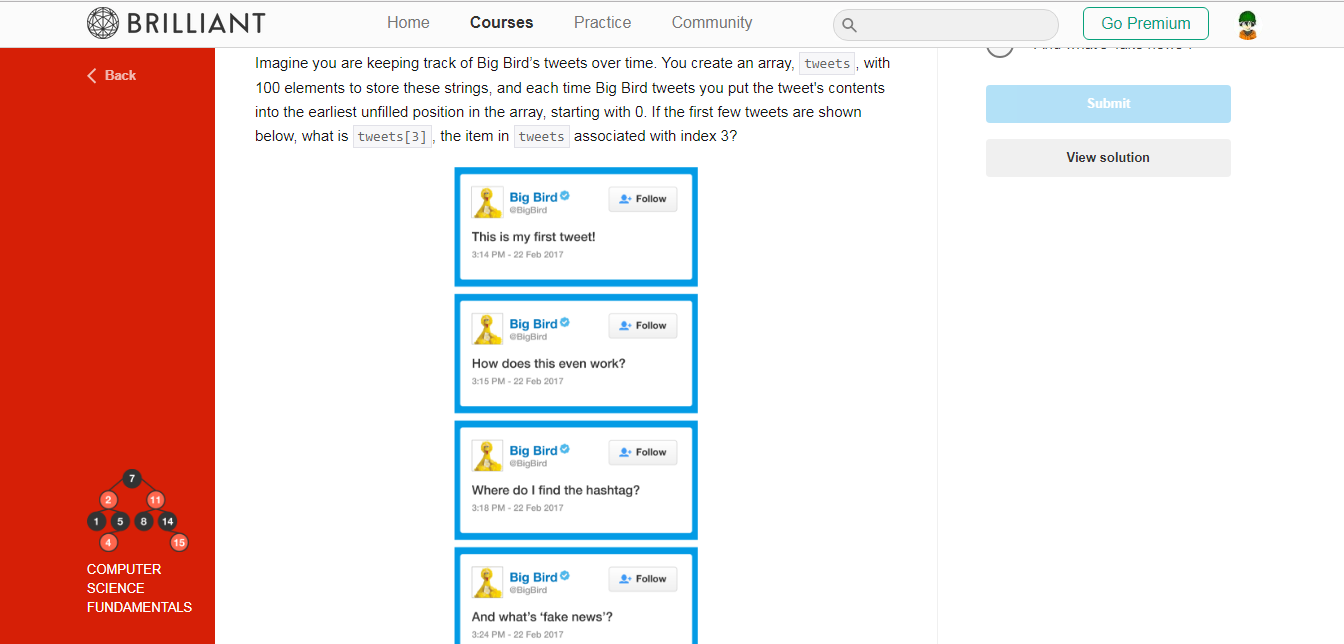 BRILLIANT
Home Courses Practice Community
Go Premium
Back
Imagine you are keeping track of Big Bird's tweets over time. You create an array, tweets , with
100 elements to store these strings, and each time Big Bird tweets you put the tweet's contents
into the earliest unfilled position in the array, starting with 0. If the first few tweets are shown
below, what is tweets[3] , the item in tweets associated with index 3?
Big Bird
@BigBird
Follow
This is my first tweet!
3:14 PM - 22 Feb 2017
Big Bird
@BigBird
Follow
How does this even work?
3:15 PM - 22 Feb 2017
Big Bird
@BigBird
Follow
Where do I find the hashtag?
3:18 PM - 22 Feb 2017
Big Bird
@BigBird
Follow
And what's ‘fake news’?
3:24 PM - 22 Feb 2017
Submit
View solution
7
2 11
1 5 8 14
4 15
COMPUTER
SCIENCE
FUNDAMENTALS